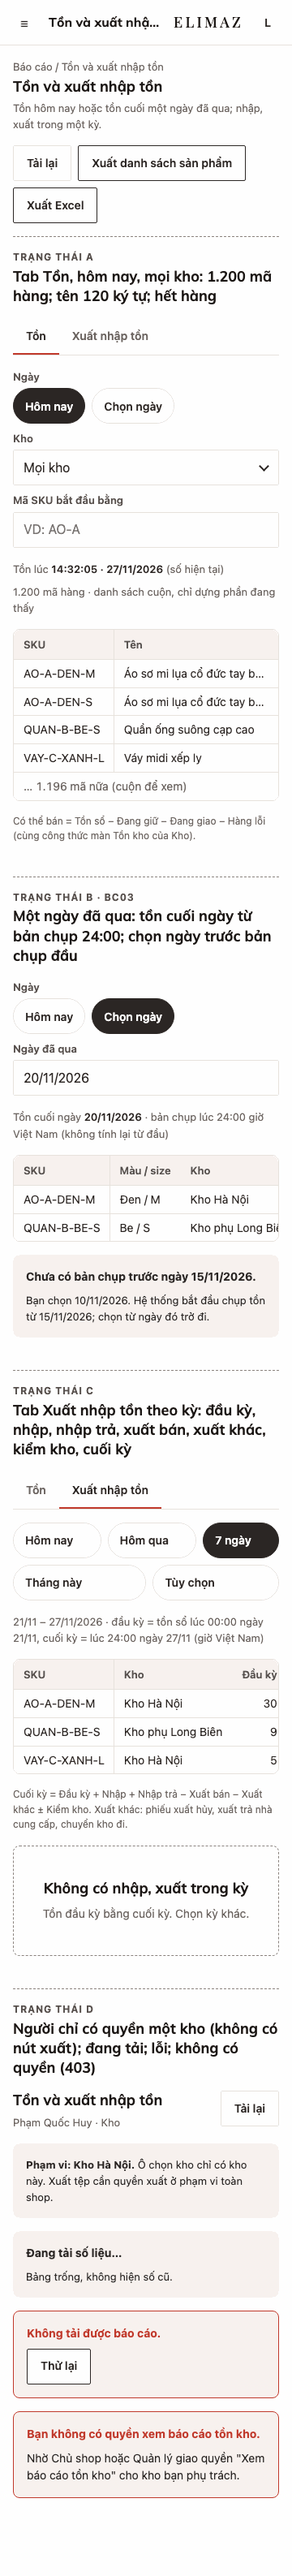 ≡ Tồn và xuất nhậ... ELIMAZ L
Báo cáo / Tồn và xuất nhập tồn
Tồn và xuất nhập tồn
Tồn hôm nay hoặc tồn cuối một ngày đã qua; nhập,
xuất trong một kỳ.
Tải lại Xuất danh sách sản phẩm
Xuất Excel
TRẠNG THÁI A
Tab Tồn, hôm nay, mọi kho: 1.200 mã
hàng; tên 120 ký tự; hết hàng
Tồn Xuất nhập tồn
Ngày
Hôm nay Chọn ngày
Kho
Mọi kho
Mã SKU bắt đầu bằng
VD: AO-A
Tồn lúc 14:32:05 · 27/11/2026 (số hiện tại)
1.200 mã hàng · danh sách cuộn, chỉ dựng phần đang
thấy
SKU Tên
AO-A-DEN-M Áo sơ mi lụa cổ đức tay b...
AO-A-DEN-S Áo sơ mi lụa cổ đức tay b...
QUAN-B-BE-S Quần ống suông cạp cao
VAY-C-XANH-L Váy midi xếp ly
... 1.196 mã nữa (cuộn để xem)
Có thể bán = Tồn sổ − Đang giữ − Đang giao − Hàng lỗi
(cùng công thức màn Tồn kho của Kho).
TRẠNG THÁI B · BC03
Một ngày đã qua: tồn cuối ngày từ
bản chụp 24:00; chọn ngày trước bản
chụp đầu
Ngày
Hôm nay Chọn ngày
Ngày đã qua
20/11/2026
Tồn cuối ngày 20/11/2026 · bản chụp lúc 24:00 giờ
Việt Nam (không tính lại từ đầu)
SKU Màu / size Kho
AO-A-DEN-M Đen / M Kho Hà Nội
QUAN-B-BE-S Be / S Kho phụ Long Biê
Chưa có bản chụp trước ngày 15/11/2026.
Bạn chọn 10/11/2026. Hệ thống bắt đầu chụp tồn
từ 15/11/2026; chọn từ ngày đó trở đi.
TRẠNG THÁI C
Tab Xuất nhập tồn theo kỳ: đầu kỳ,
nhập, nhập trả, xuất bán, xuất khác,
kiểm kho, cuối kỳ
Tồn Xuất nhập tồn
Hôm nay Hôm qua 7 ngày
Tháng này Tùy chọn
21/11 – 27/11/2026 · đầu kỳ = tồn sổ lúc 00:00 ngày
21/11, cuối kỳ = lúc 24:00 ngày 27/11 (giờ Việt Nam)
SKU Kho Đầu kỳ
AO-A-DEN-M Kho Hà Nội 30
QUAN-B-BE-S Kho phụ Long Biên 9
VAY-C-XANH-L Kho Hà Nội 5
Cuối kỳ = Đầu kỳ + Nhập + Nhập trả − Xuất bán − Xuất
khác ± Kiểm kho. Xuất khác: phiếu xuất hủy, xuất trả nhà
cung cấp, chuyển kho đi.
Không có nhập, xuất trong kỳ
Tồn đầu kỳ bằng cuối kỳ. Chọn kỳ khác.
TRẠNG THÁI D
Người chỉ có quyền một kho (không có
nút xuất); đang tải; lỗi; không có
quyền (403)
Tồn và xuất nhập tồn Tải lại
Phạm Quốc Huy · Kho
Phạm vi: Kho Hà Nội. Ô chọn kho chỉ có kho
này. Xuất tệp cần quyền xuất ở phạm vi toàn
shop.
Đang tải số liệu...
Bảng trống, không hiện số cũ.
Không tải được báo cáo.
Thử lại
Bạn không có quyền xem báo cáo tồn kho.
Nhờ Chủ shop hoặc Quản lý giao quyền "Xem
báo cáo tồn kho" cho kho bạn phụ trách.